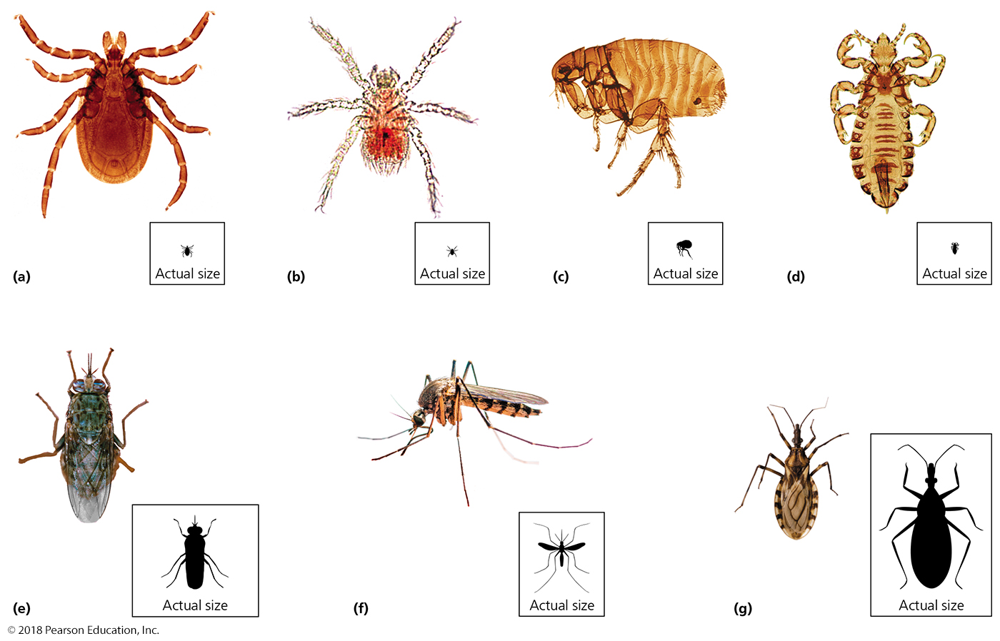 Actual size
(a)
Actual size
(b)
Actual size
(c)
Actual size
(d)
Actual size
(e)
Actual size
(f)
Actual size
(g)
© 2018 Pearson Education, Inc.